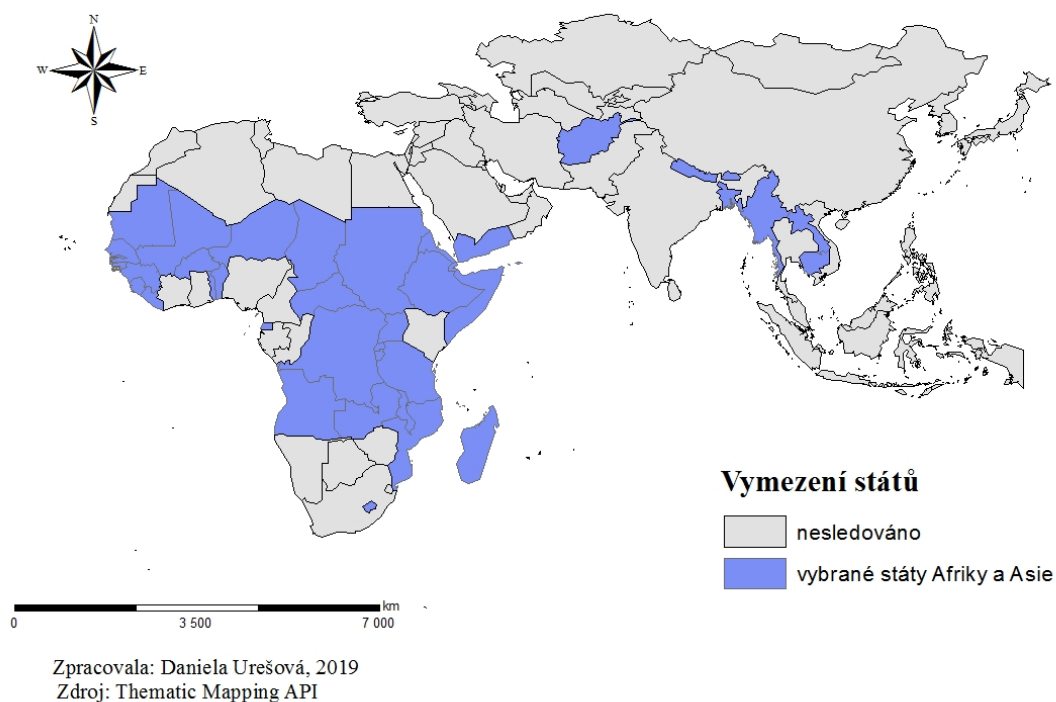 N
W E
S
Vymezení států
nesledováno
vybrané státy Afriky a Asie
km
0 3 500 7 000
Zpracovala: Daniela Urešová, 2019
Zdroj: Thematic Mapping API